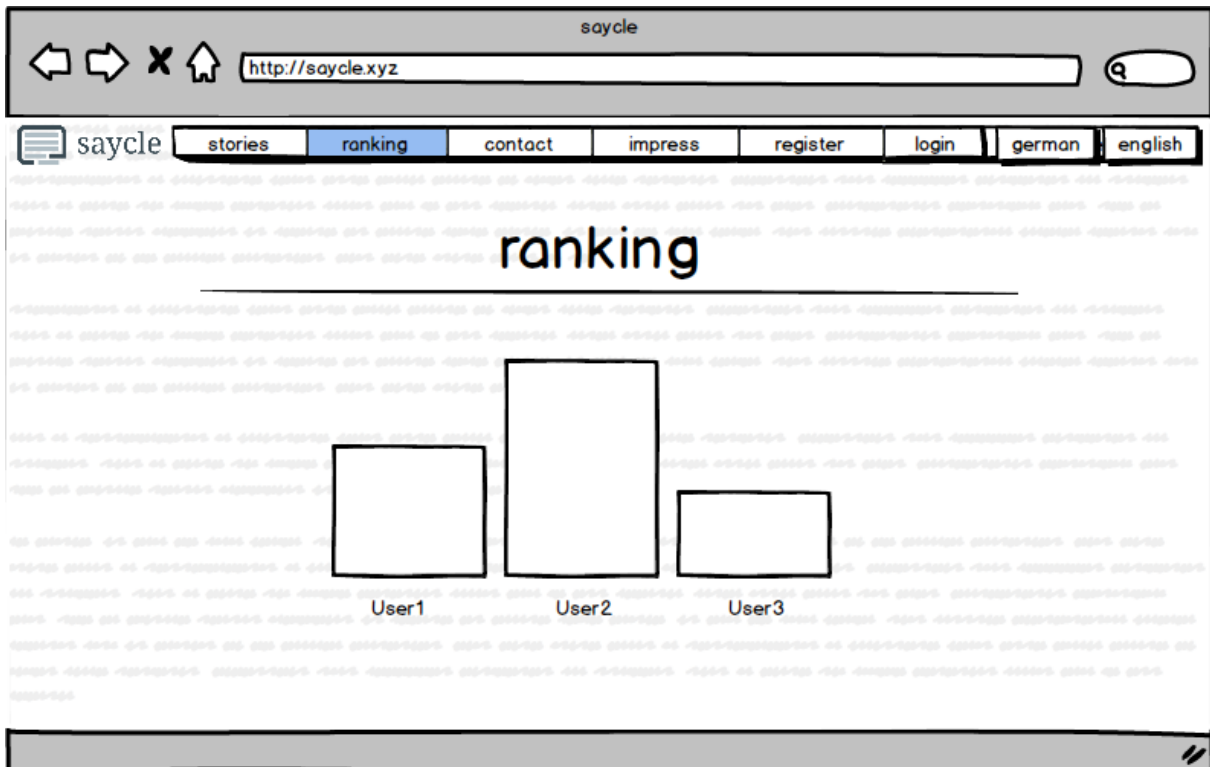 saycle
http://saycle.xyz
saycle stories ranking contact impress register login german english
ranking
User1 User2 User3